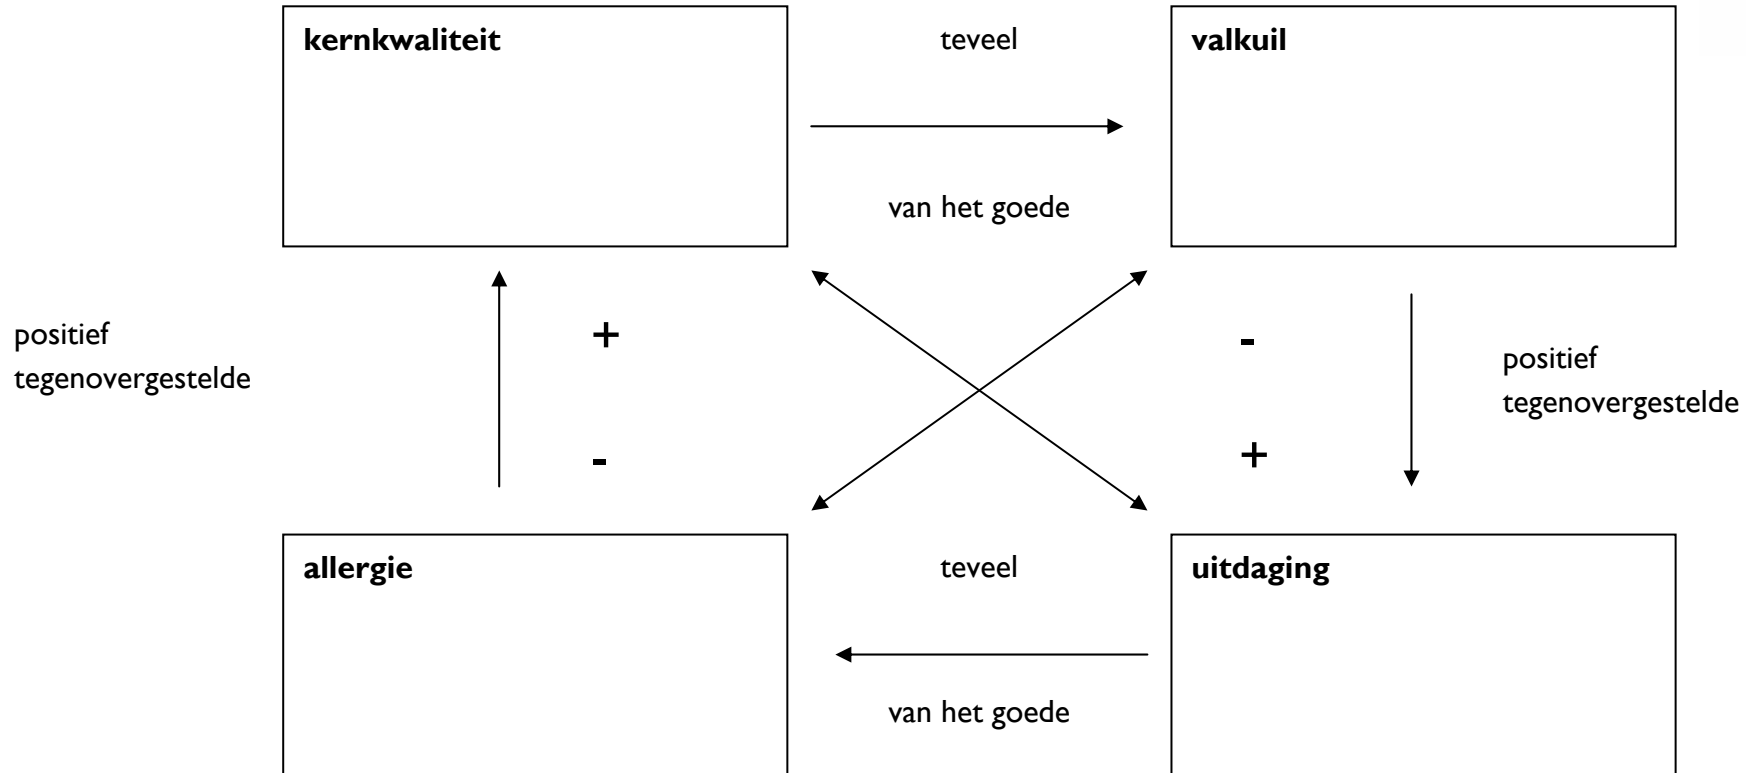 kernkwaliteit
teveel
valkuil
van het goede
positief
tegenovergestelde
+
-
-
+
positief
tegenovergestelde
allergie
teveel
uitdaging
van het goede